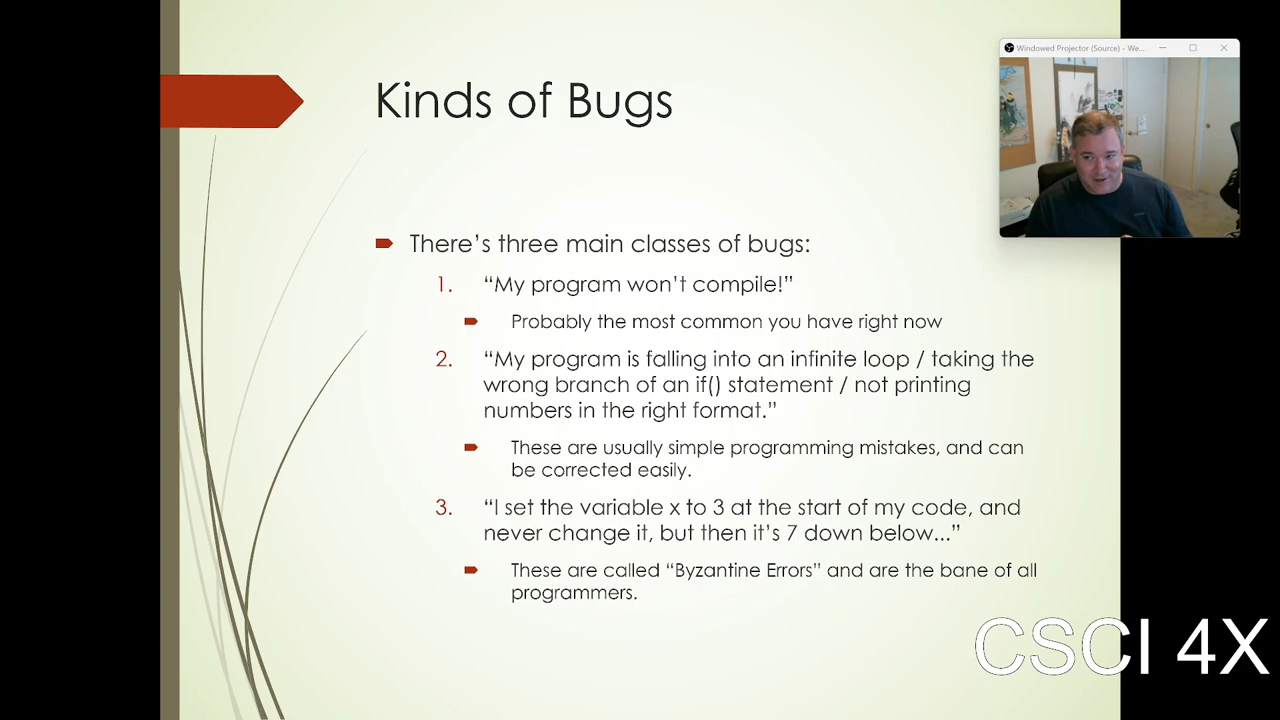 Windowed Projector (Source) - We...
Kinds of Bugs
There's three main classes of bugs:
1. “My program won't compile!”
Probably the most common you have right now
2. “My program is falling into an infinite loop / taking the
wrong branch of an if() statement / not printing
numbers in the right format.”
These are usually simple programming mistakes, and can
be corrected easily.
3. “I set the variable x to 3 at the start of my code, and
never change it, but then it's 7 down below...”
These are called “Byzantine Errors” and are the bane of all
programmers.
CSCI 4X